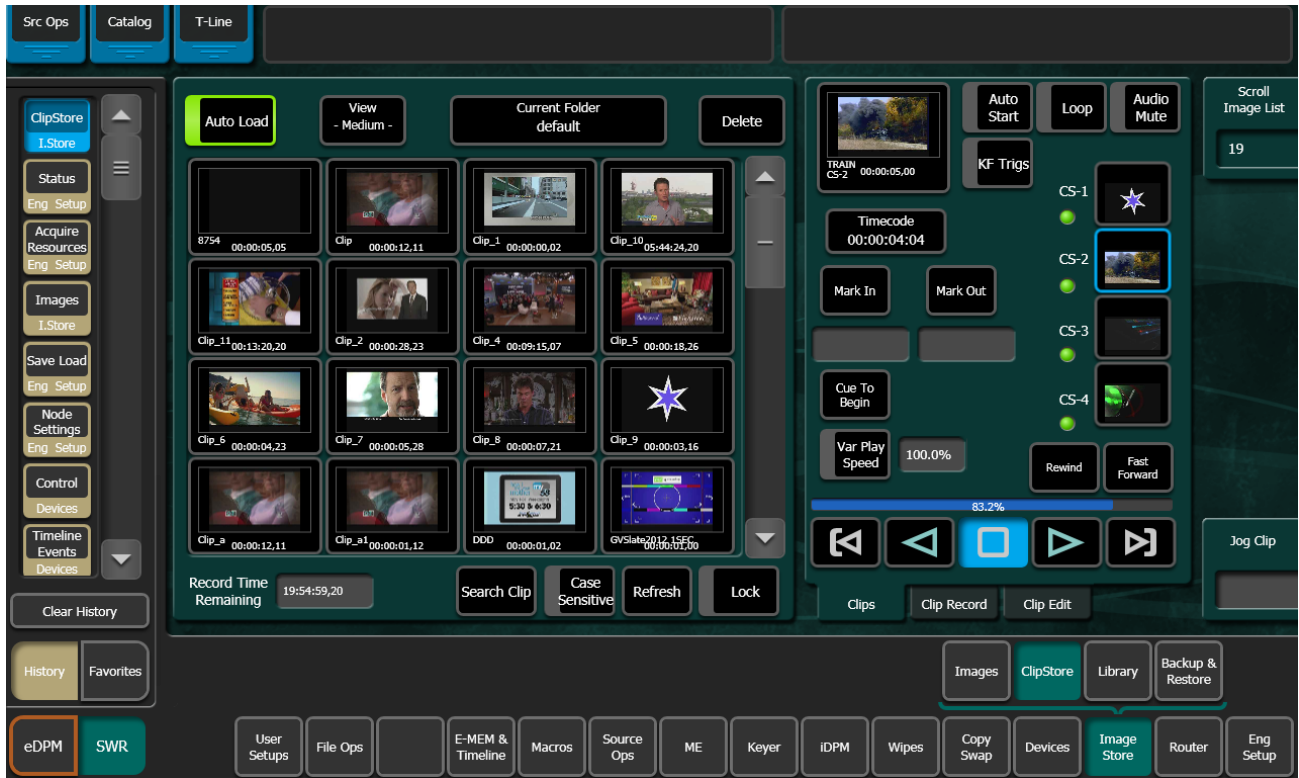 Src Ops
Catalog
T-Line
ClipStore
I.Store
Status
Eng Setup
Acquire
Resources
Eng Setup
Images
I.Store
Save Load
Eng Setup
Node
Settings
Eng Setup
Control
Devices
Timeline
Events
Devices
Clear History
History
Favorites
eDPM
SWR
Auto Load
View
- Medium -
Current Folder
default
Delete
8754 00:00:05,05
Clip 00:00:12,11
Clip_1 00:00:00,02
Clip_10 05:44:24,20
Clip_11 00:13:20,20
Clip_2 00:00:28,23
Clip_4 00:09:15,07
Clip_5 00:00:18,26
Clip_6 00:00:04,23
Clip_7 00:00:05,28
Clip_8 00:00:07,21
Clip_9 00:00:03,16
5:30 & 6:30
Clip_a 00:00:12,11
Clip_a1 00:00:01,12
DDD 00:00:01,02
GVSlate2012_1SEC
00:00:01,00
Record Time
Remaining
19:54:59,20
Search Clip
Case
Sensitive
Refresh
Lock
TRAIN
CS-2 00:00:05,00
Auto
Start
Loop
Audio
Mute
KF Trigs
Timecode
00:00:04:04
Mark In
Mark Out
CS-1
CS-2
CS-3
CS-4
Cue To
Begin
Var Play
Speed
100.0%
Rewind
Fast
Forward
83.2%
Clips
Clip Record
Clip Edit
Scroll
Image List
19
Jog Clip
Images
ClipStore
Library
Backup &
Restore
User
Setups
File Ops
E-MEM &
Timeline
Macros
Source
Ops
ME
Keyer
iDPM
Wipes
Copy
Swap
Devices
Image
Store
Router
Eng
Setup